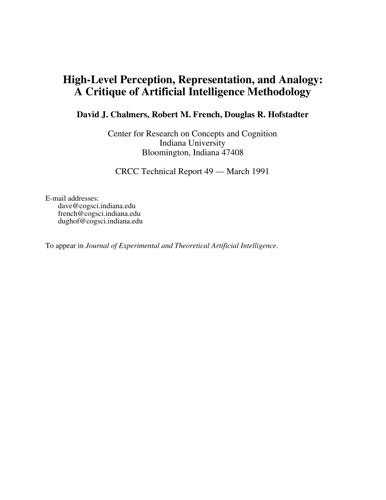 High-Level Perception, Representation, and Analogy:
A Critique of Artificial Intelligence Methodology
David J. Chalmers, Robert M. French, Douglas R. Hofstadter
Center for Research on Concepts and Cognition
Indiana University
Bloomington, Indiana 47408
CRCC Technical Report 49 — March 1991
E-mail addresses:
dave@cogsci.indiana.edu
french@cogsci.indiana.edu
dughof@cogsci.indiana.edu
To appear in Journal of Experimental and Theoretical Artificial Intelligence.